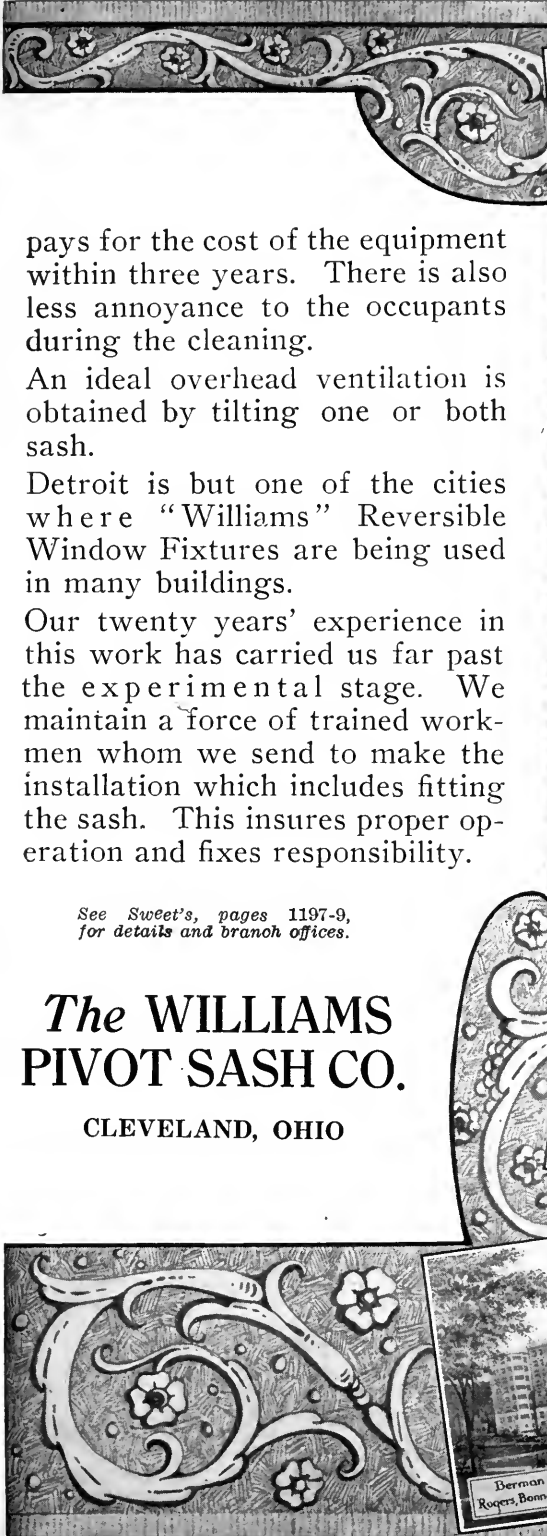 pays for the cost of the equipment
within three years. There is also
less annoyance to the occupants
during the cleaning.
An ideal overhead ventilation is
obtained by tilting one or both
sash.
Detroit is but one of the cities
where "Williams" Reversible
Window Fixtures are being used
in many buildings.
Our twenty years' experience in
this work has carried us far past
the experimental stage. We
maintain a force of trained work-
men whom we send to make the
installation which includes fitting
the sash. This insures proper op-
eration and fixes responsibility.
See Sweet's, pages 1197-9,
for details and branch offices.
The WILLIAMS
PIVOT SASH CO.
CLEVELAND, OHIO
Berman
Rogers, Bonn